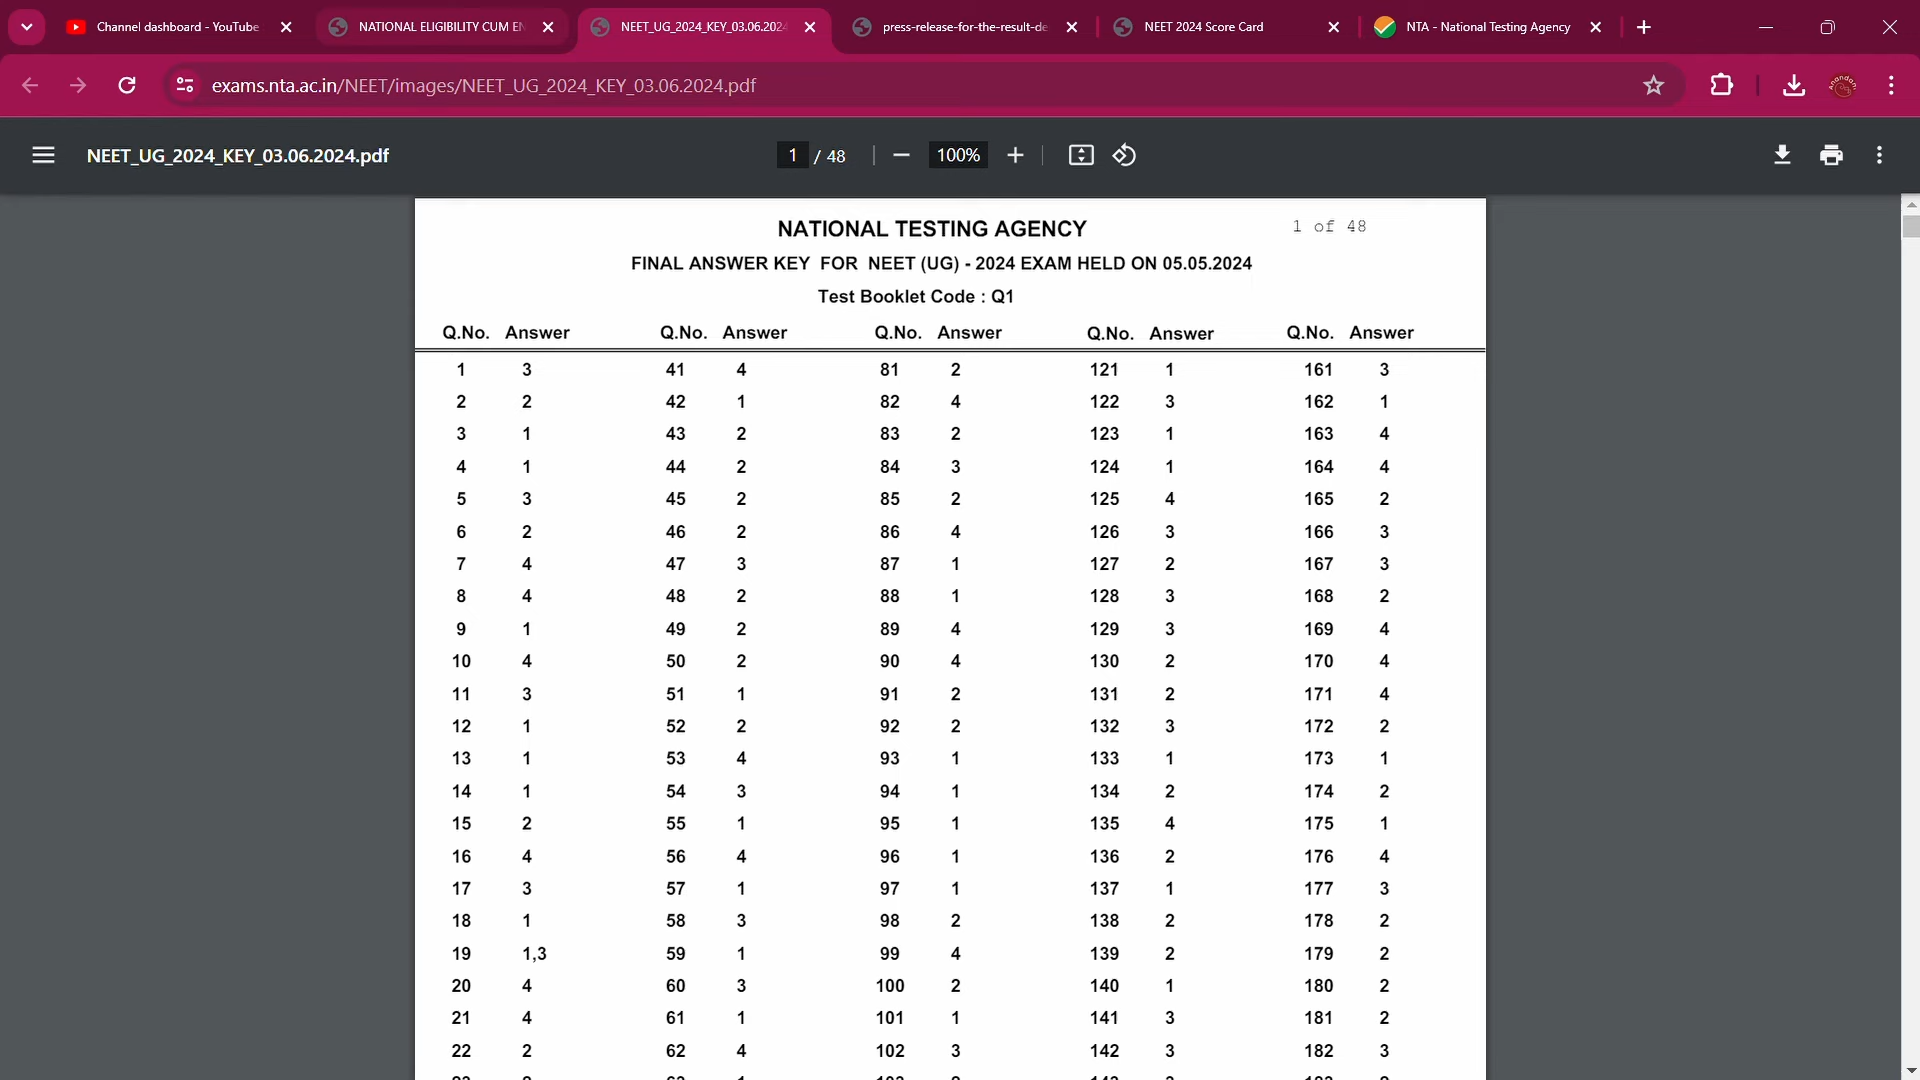 Channel dashboard - YouTube
NATIONAL ELIGIBILITY CUM EN
NEET_UG_2024_KEY_03.06.2024
press-release-for-the-result-de
NEET 2024 Score Card
NTA - National Testing Agency
exams.nta.ac.in/NEET/images/NEET_UG_2024_KEY_03.06.2024.pdf
NEET_UG_2024_KEY_03.06.2024.pdf 1 / 48 100%
NATIONAL TESTING AGENCY 1 of 48
FINAL ANSWER KEY FOR NEET (UG) - 2024 EXAM HELD ON 05.05.2024
Test Booklet Code : Q1
Q.No. Answer Q.No. Answer Q.No. Answer Q.No. Answer Q.No. Answer
1 3 41 4 81 2 121 1 161 3
2 2 42 1 82 4 122 3 162 1
3 1 43 2 83 2 123 1 163 4
4 1 44 2 84 3 124 1 164 4
5 3 45 2 85 2 125 4 165 2
6 2 46 2 86 4 126 3 166 3
7 4 47 3 87 1 127 2 167 3
8 4 48 2 88 1 128 3 168 2
9 1 49 2 89 4 129 3 169 4
10 4 50 2 90 4 130 2 170 4
11 3 51 1 91 2 131 2 171 4
12 1 52 2 92 2 132 3 172 2
13 1 53 4 93 1 133 1 173 1
14 1 54 3 94 1 134 2 174 2
15 2 55 1 95 1 135 4 175 1
16 4 56 4 96 1 136 2 176 4
17 3 57 1 97 1 137 1 177 3
18 1 58 3 98 2 138 2 178 2
19 1,3 59 1 99 4 139 2 179 2
20 4 60 3 100 2 140 1 180 2
21 4 61 1 101 1 141 3 181 2
22 2 62 4 102 3 142 3 182 3